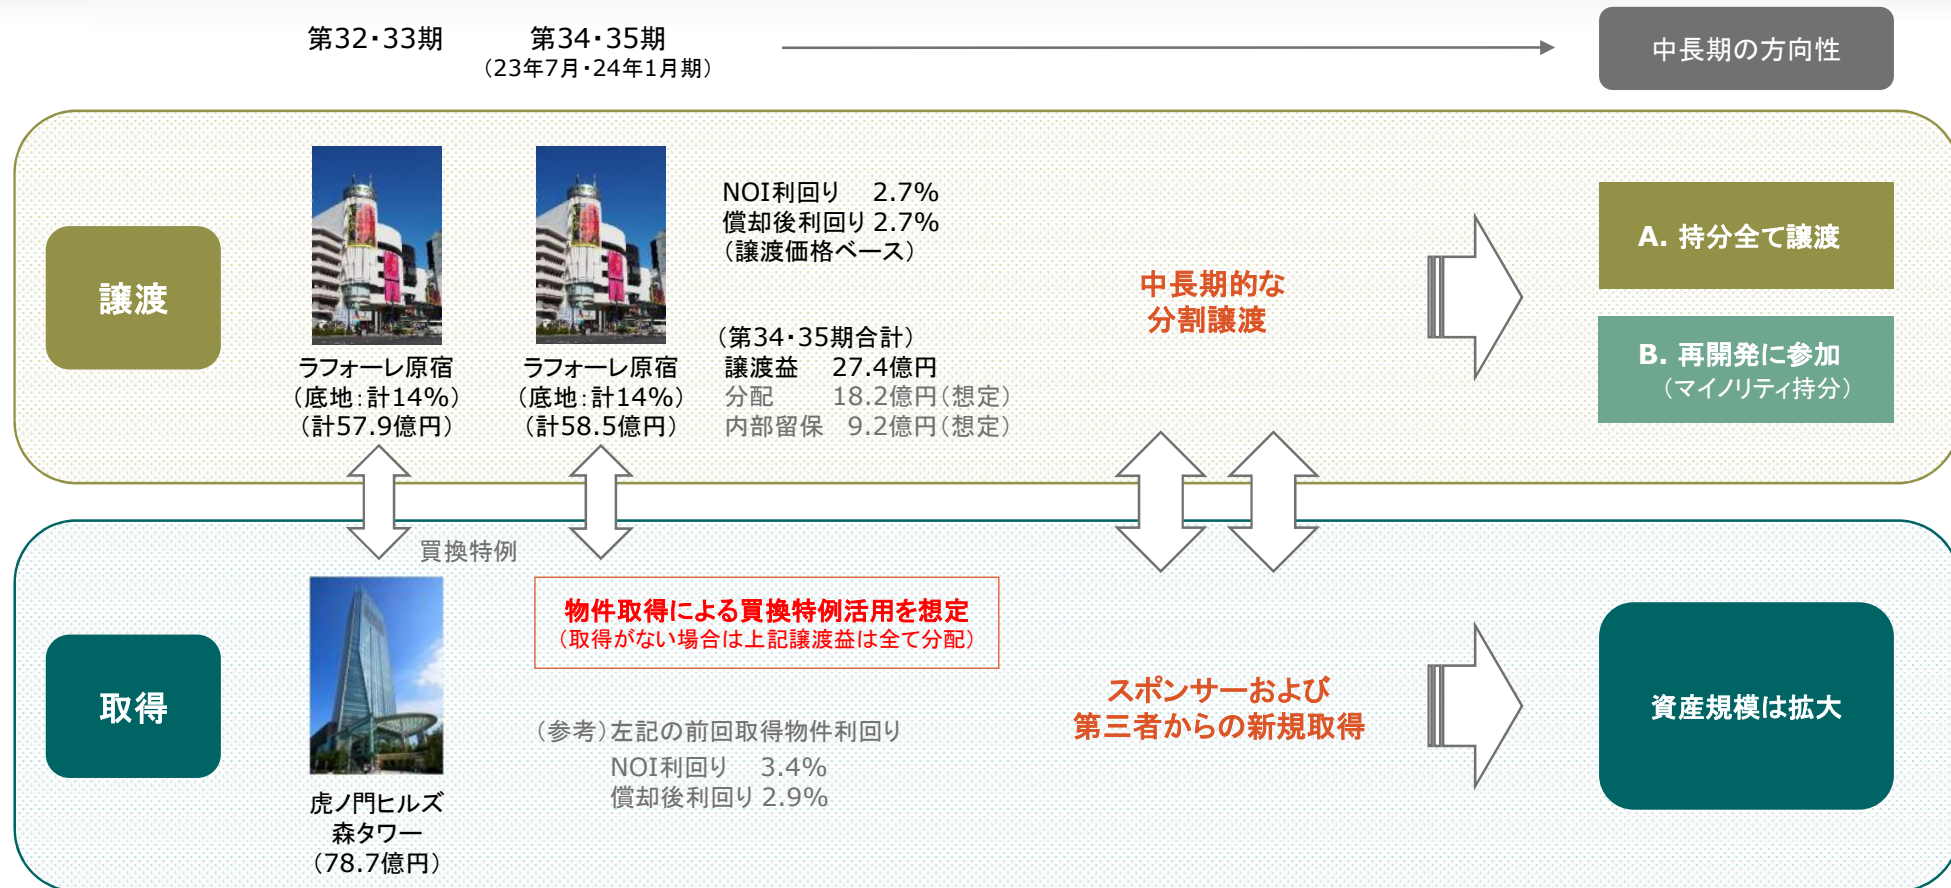 第32・33期
第34・35期
（23年7月・24年1月期）
中長期の方向性
譲渡
ラフォーレ原宿
（底地：計14%）
（計57.9億円）
ラフォーレ原宿
（底地：計14%）
（計58.5億円）
NOI利回り 2.7%
償却後利回り 2.7%
（譲渡価格ベース）
（第34・35期合計）
譲渡益 27.4億円
分配 18.2億円（想定）
内部留保 9.2億円（想定）
中長期的な
分割譲渡
A. 持分全て譲渡
B. 再開発に参加
（マイノリティ持分）
買換特例
取得
虎ノ門ヒルズ
森タワー
（78.7億円）
物件取得による買換特例活用を想定
（取得がない場合は上記譲渡益は全て分配）
（参考）左記の前回取得物件利回り
NOI利回り 3.4%
償却後利回り 2.9%
スポンサーおよび
第三者からの新規取得
資産規模は拡大